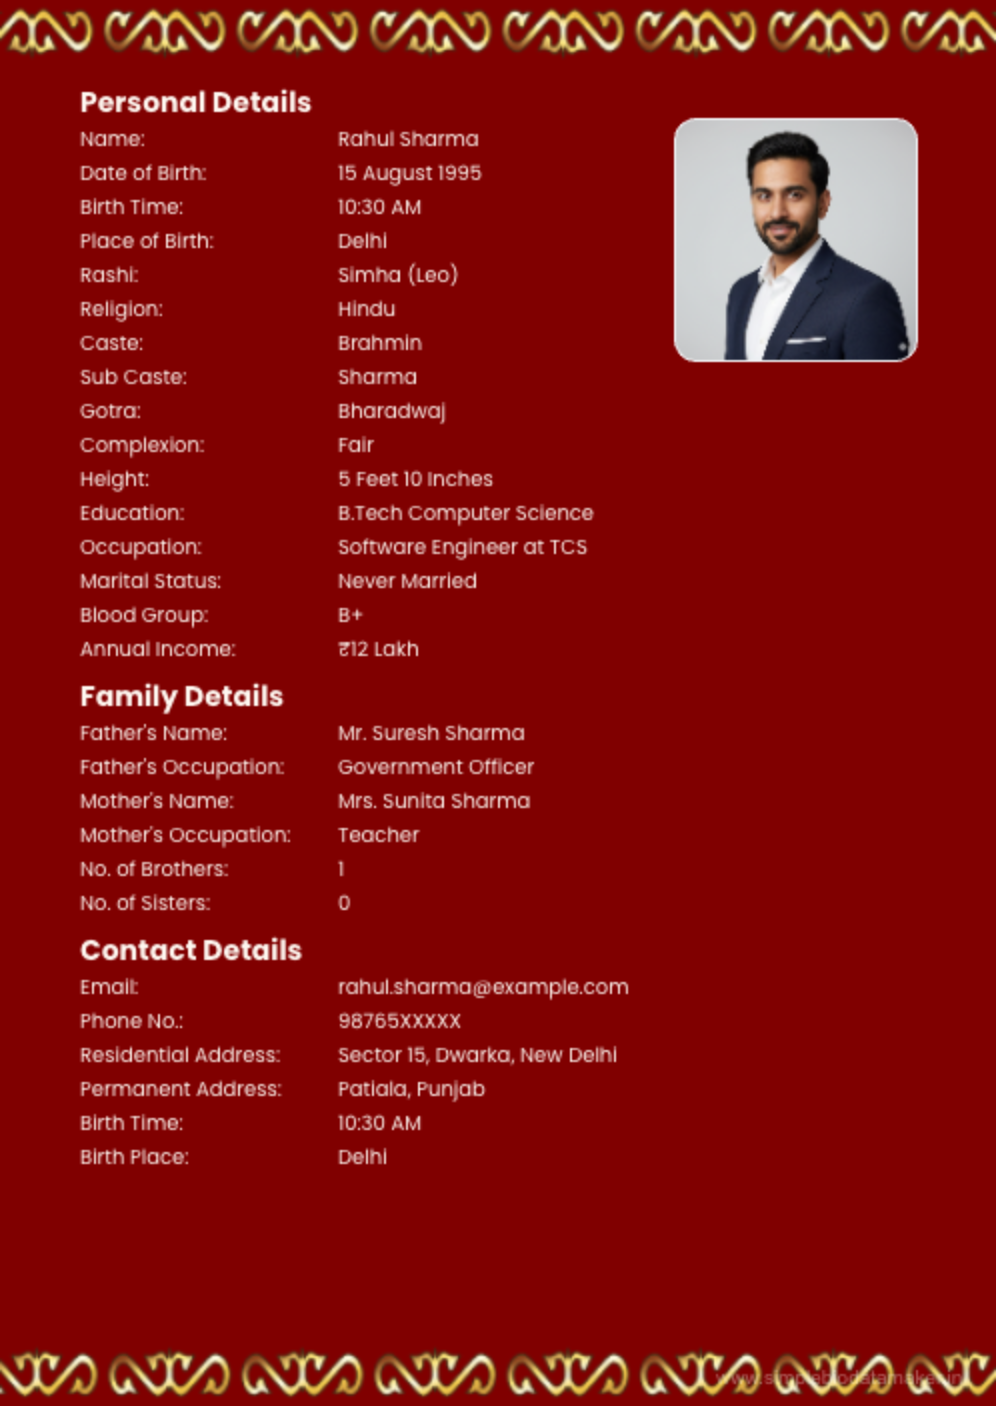 Personal Details
Name: Rahul Sharma
Date of Birth: 15 August 1995
Birth Time: 10:30 AM
Place of Birth: Delhi
Rashi: Simha (Leo)
Religion: Hindu
Caste: Brahmin
Sub Caste: Sharma
Gotra: Bharadwaj
Complexion: Fair
Height: 5 Feet 10 Inches
Education: B.Tech Computer Science
Occupation: Software Engineer at TCS
Marital Status: Never Married
Blood Group: B+
Annual Income: ₹12 Lakh
Family Details
Father's Name: Mr. Suresh Sharma
Father's Occupation: Government Officer
Mother's Name: Mrs. Sunita Sharma
Mother's Occupation: Teacher
No. of Brothers: 1
No. of Sisters: 0
Contact Details
Email: rahul.sharma@example.com
Phone No.: 98765XXXXX
Residential Address: Sector 15, Dwarka, New Delhi
Permanent Address: Patiala, Punjab
Birth Time: 10:30 AM
Birth Place: Delhi
www.simplebiodatamaker.in